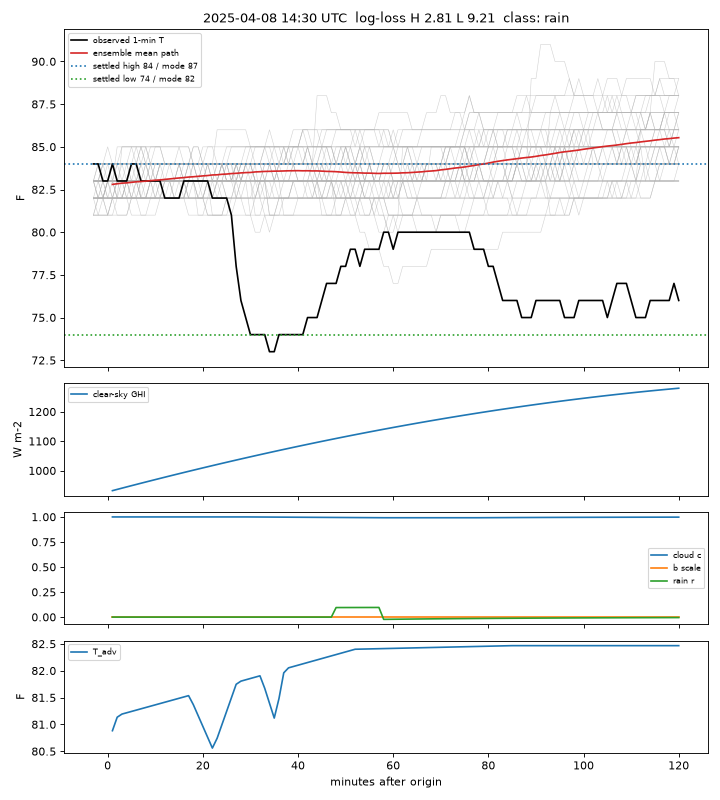 2025-04-08 14:30 UTC  log-loss H 2.81 L 9.21  class: rain
observed 1-min T
ensemble mean path
settled high 84 / mode 87
settled low 74 / mode 82
90.0
87.5
85.0
82.5
80.0
77.5
75.0
72.5
F
clear-sky GHI
1200
1100
1000
W m-2
1.00
0.75
0.50
0.25
0.00
cloud c
b scale
rain r
T_adv
82.5
82.0
81.5
81.0
80.5
F
0 20 40 60 80 100 120
minutes after origin